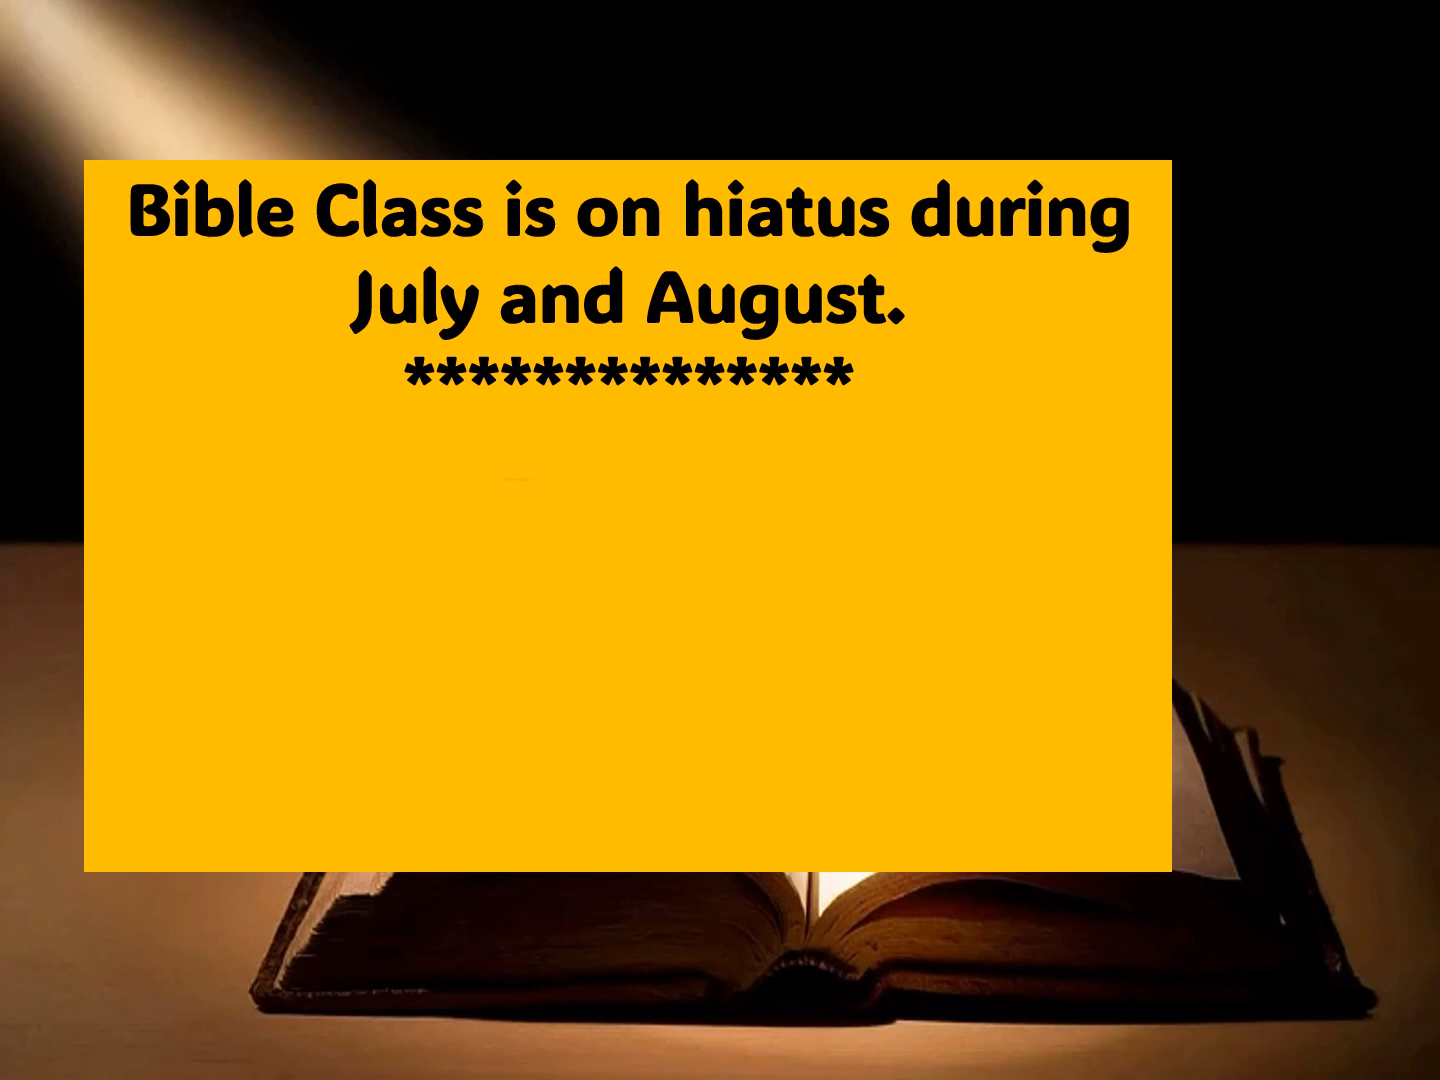 Bible Class is on hiatus during
July and August.
**************